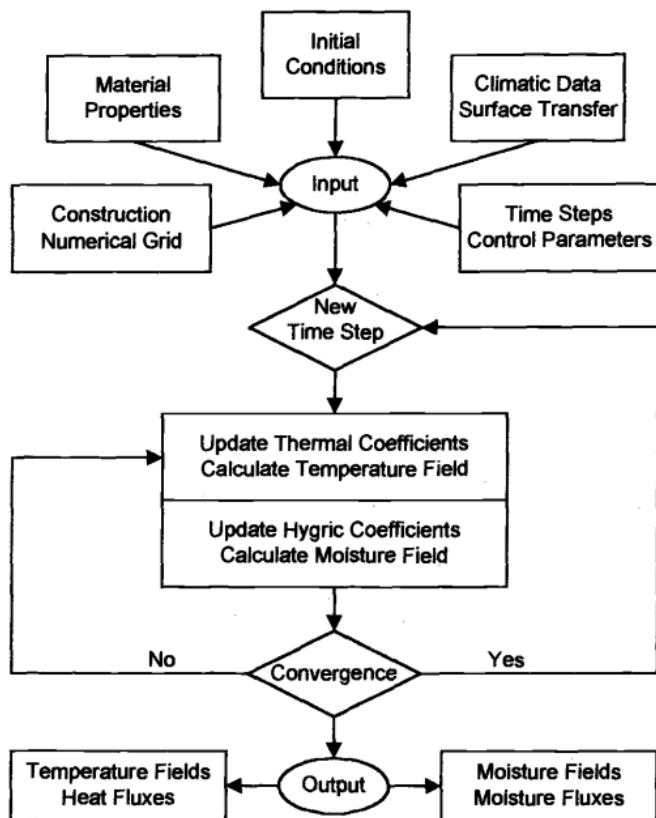 Initial
Conditions
Material
Properties
Climatic Data
Surface Transfer
Input
Construction
Numerical Grid
Time Steps
Control Parameters
New
Time Step
Update Thermal Coefficients
Calculate Temperature Field
Update Hygric Coefficients
Calculate Moisture Field
No
Convergence
Yes
Temperature Fields
Heat Fluxes
Output
Moisture Fields
Moisture Fluxes